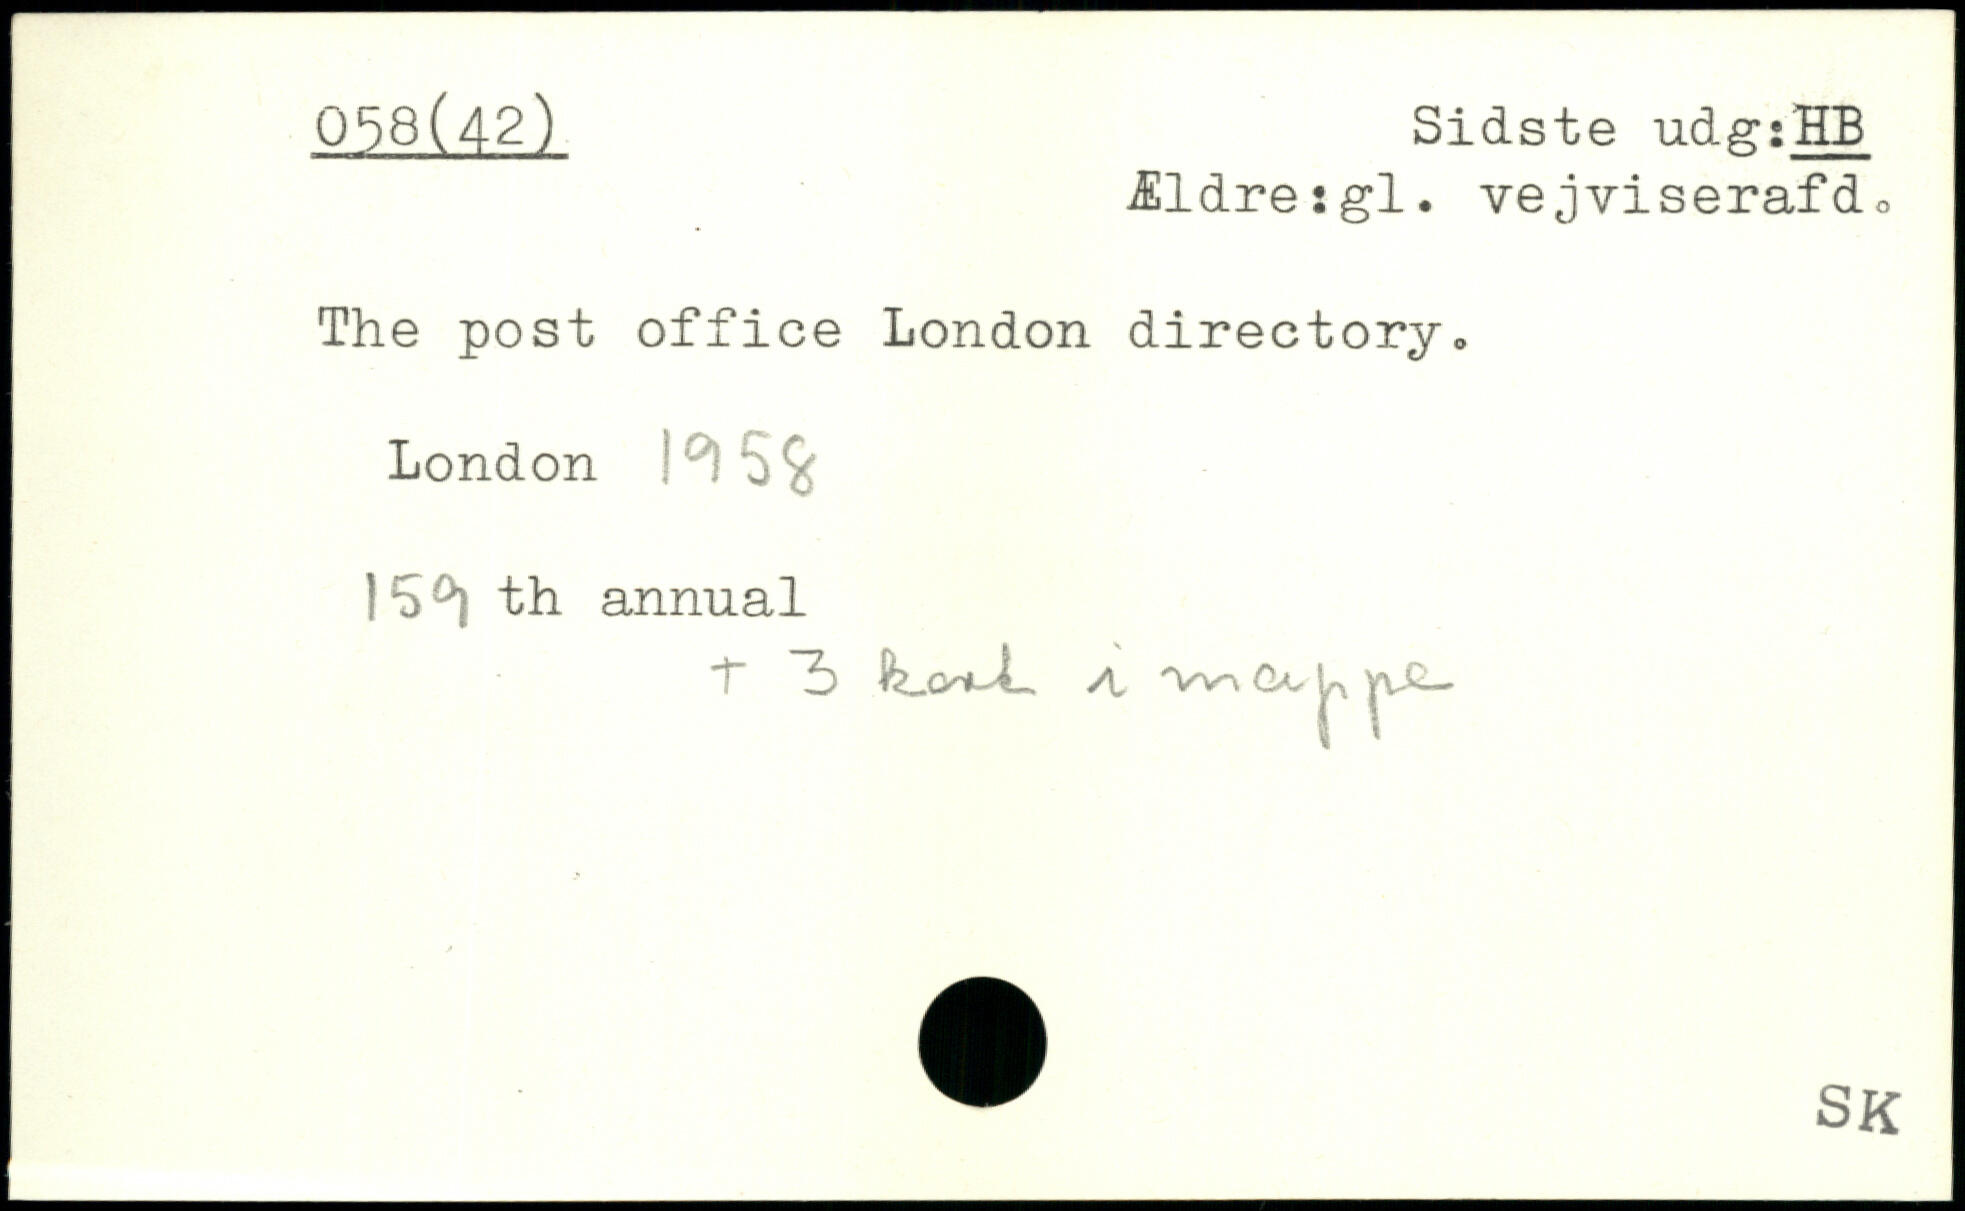 058(42)
Sidste udg:HB
Ældre:gl. vejviserafd.
The post office London directory.
London 1958
159 th annual
+ 3 kort i mappe
SK